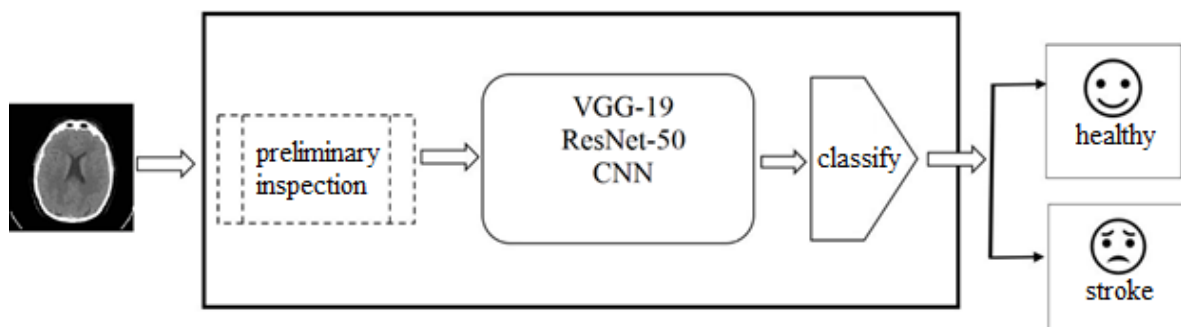 preliminary
inspection
VGG-19
ResNet-50
CNN
classify
healthy
stroke